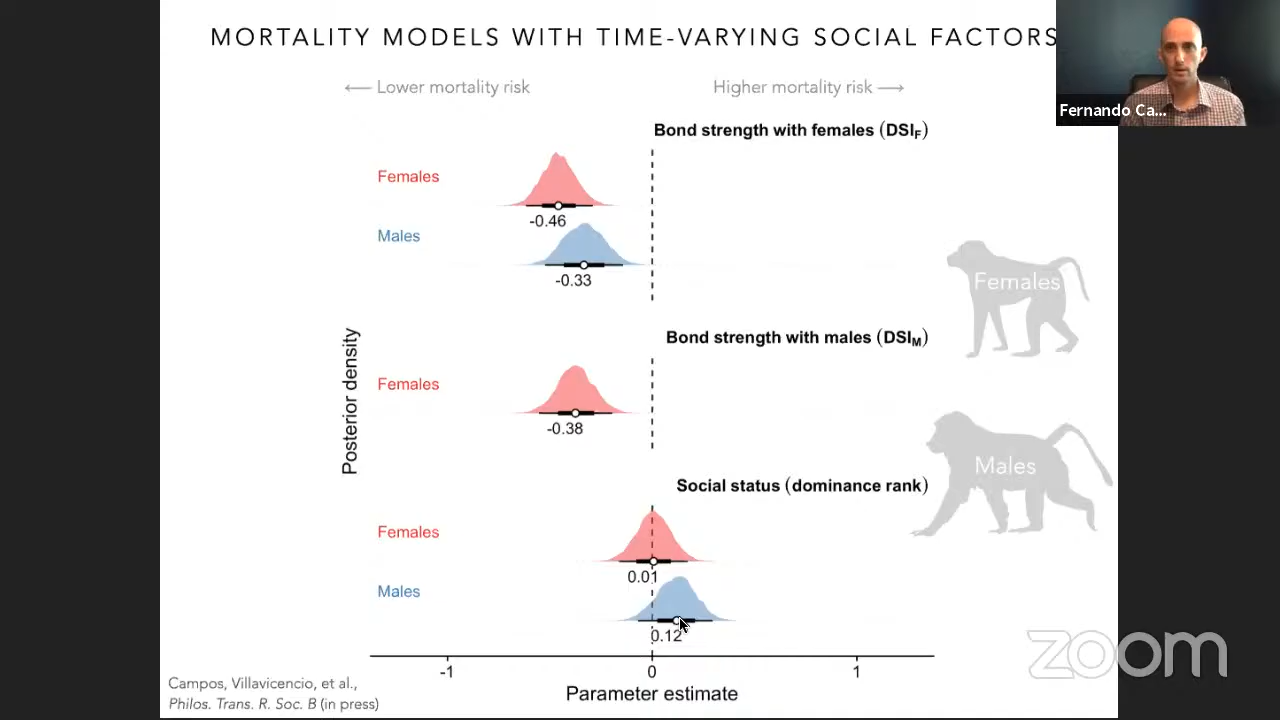 MORTALITY MODELS WITH TIME-VARYING SOCIAL FACTORS
← Lower mortality risk
Higher mortality risk →
Fernando Ca...
Bond strength with females (DSIF)
Females
-0.46
Males
-0.33
Females
Bond strength with males (DSIM)
Females
-0.38
Males
Posterior density
Social status (dominance rank)
Females
0.01
Males
0.12
-1
0
1
Parameter estimate
Campos, Villavicencio, et al.,
Philos. Trans. R. Soc. B (in press)
zoom